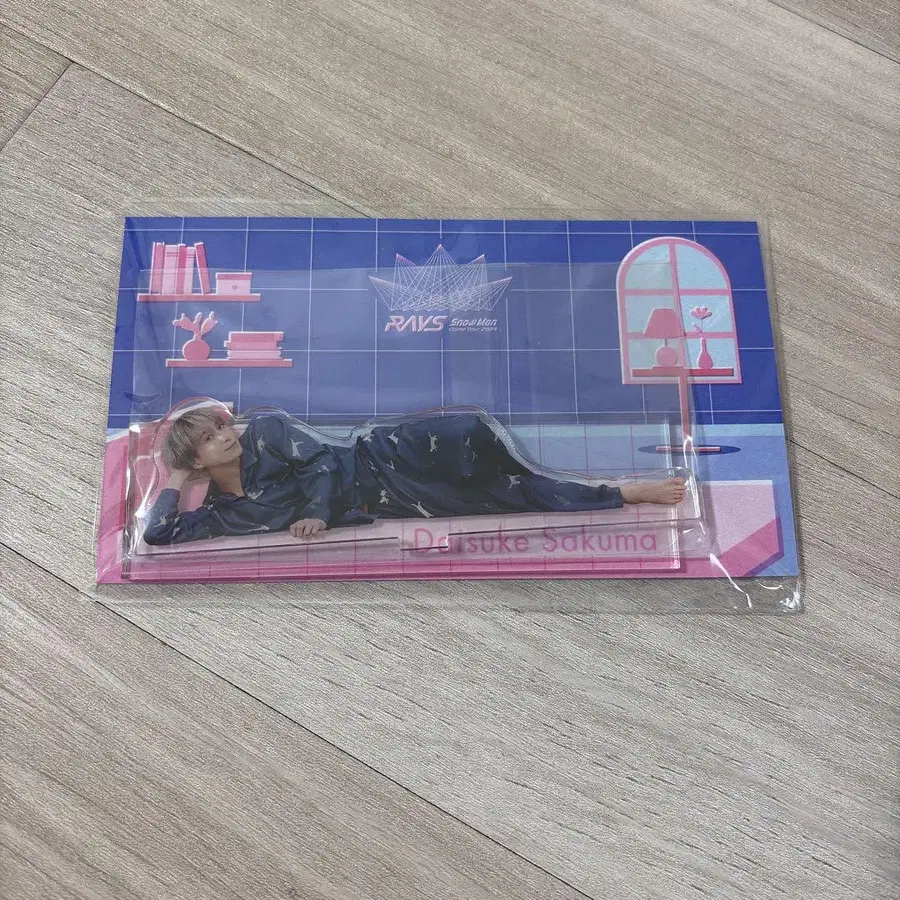 RAYS
Snow Man
Dome Tour 2024
Daisuke Sakuma